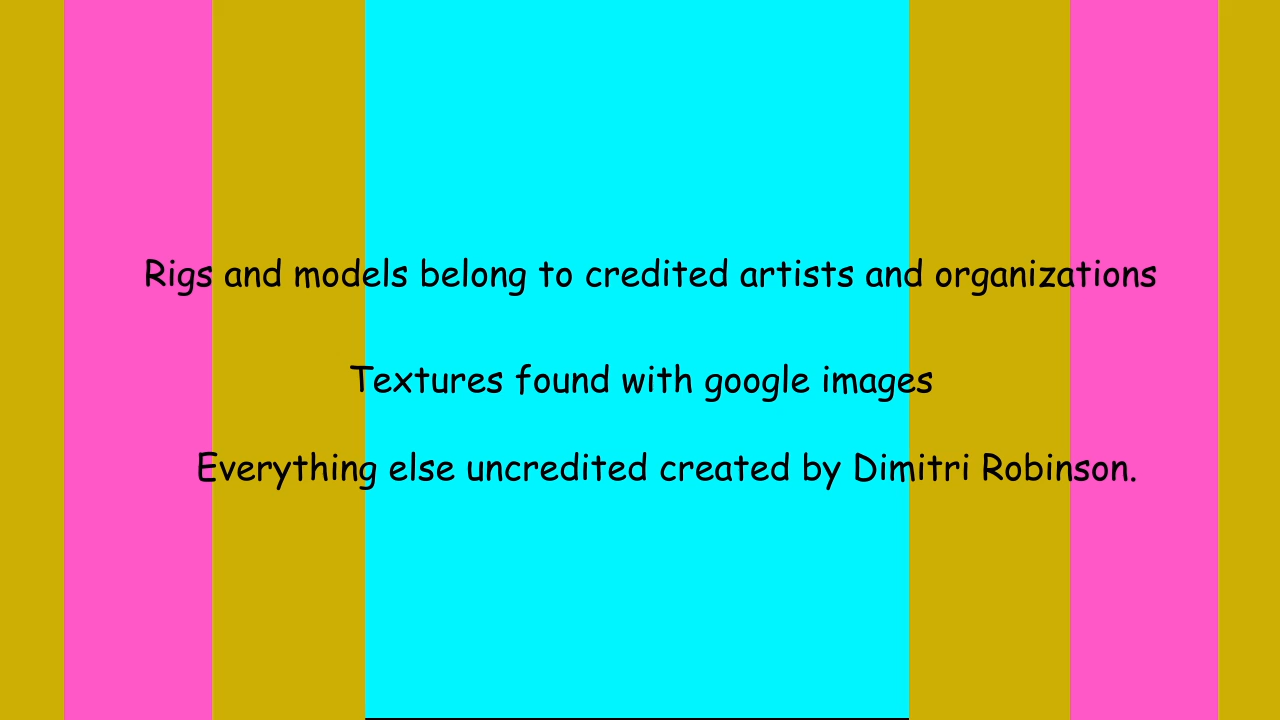 Rigs and models belong to credited artists and organizations
Textures found with google images
Everything else uncredited created by Dimitri Robinson.